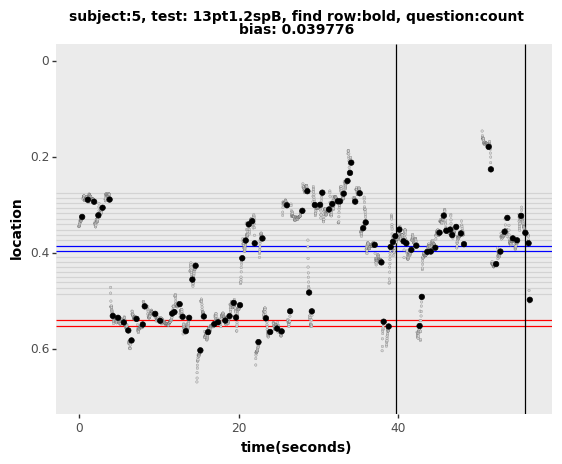 subject:5, test: 13pt1.2spB, find row:bold, question:count
bias: 0.039776
0
0.2
0.4
0.6
location
0
20
40
time(seconds)